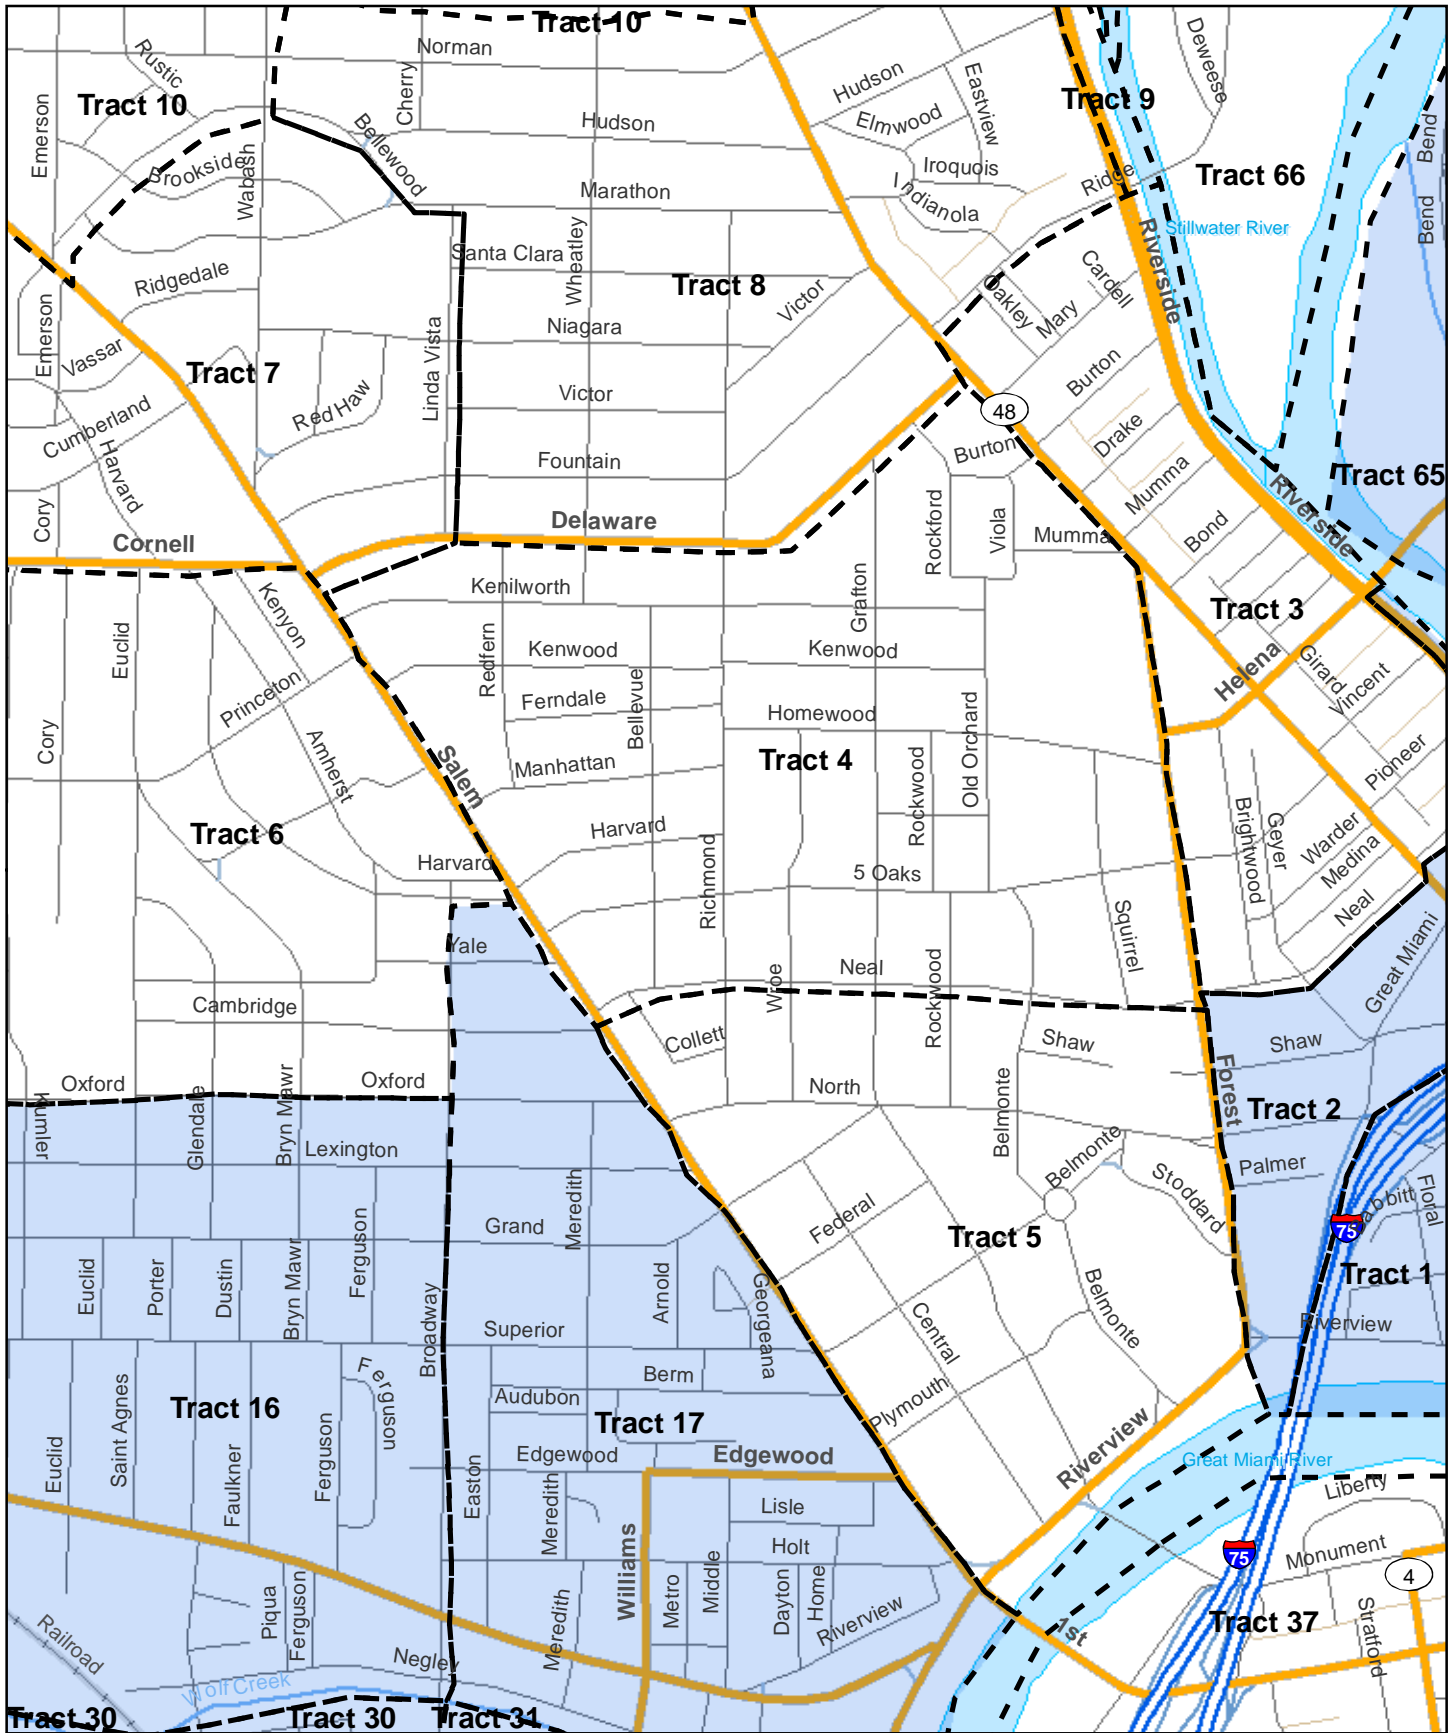 Tract 10
Norman
Rustic
Cherry
Hudson
Deweese
Eastview
Tract 9
Tract 10
Emerson
Bellewood
Hudson
Elmwood
Bend
Brookside
Wabash
Iroquois
Tract 66
Marathon
Indianola
Ridge
Bend
Stillwater River
Santa Clara
Wheatley
Riverside
Ridgedale
Tract 8
Victor
Cardell
Oakley
Mary
Emerson
Vassar
Niagara
Linda Vista
Tract 7
Burton
Red Haw
Victor
48
Cumberland
Drake
Burton
Harvard
Fountain
Mumma
Tract 65
Riverside
Cory
Cornell
Delaware
Rockford
Viola
Mumma
Bond
Kenilworth
Grafton
Kenyon
Tract 3
Euclid
Redfern
Kenwood
Kenwood
Helena
Girard
Vincent
Princeton
Ferndale
Bellevue
Homewood
Old Orchard
Cory
Amherst
Salem
Manhattan
Tract 4
Rockwood
Pioneer
Tract 6
Harvard
Brightwood
Geyer
Warder
Medina
Harvard
Richmond
5 Oaks
Neal
Squirrel
Yale
Neal
Wroe
Rockwood
Great Miami
Cambridge
Collett
Shaw
Shaw
Oxford
Oxford
North
Forest
Kumler
Glendale
Bryn Mawr
Belmonte
Tract 2
Lexington
Belmonte
Palmer
Stoddard
Floral
Meredith
Federal
Grand
Tract 5
75
Ferguson
Tract 1
Euclid
Porter
Dustin
Bryn Mawr
Arnold
Georgeana
Belmonte
Broadway
Superior
Central
Riverview
Berm
Ferguson
Audubon
Plymouth
Tract 16
Saint Agnes
Tract 17
Edgewood
Edgewood
Riverview
Great Miami River
Euclid
Faulkner
Ferguson
Easton
Meredith
Lisle
Liberty
Holt
75
Monument
4
Williams
Metro
Middle
Dayton
Home
Piqua
Ferguson
Meredith
Riverview
1st
Tract 37
Stratford
Railroad
Negley
Wolf Creek
Tract 30
Tract 30
Tract 31